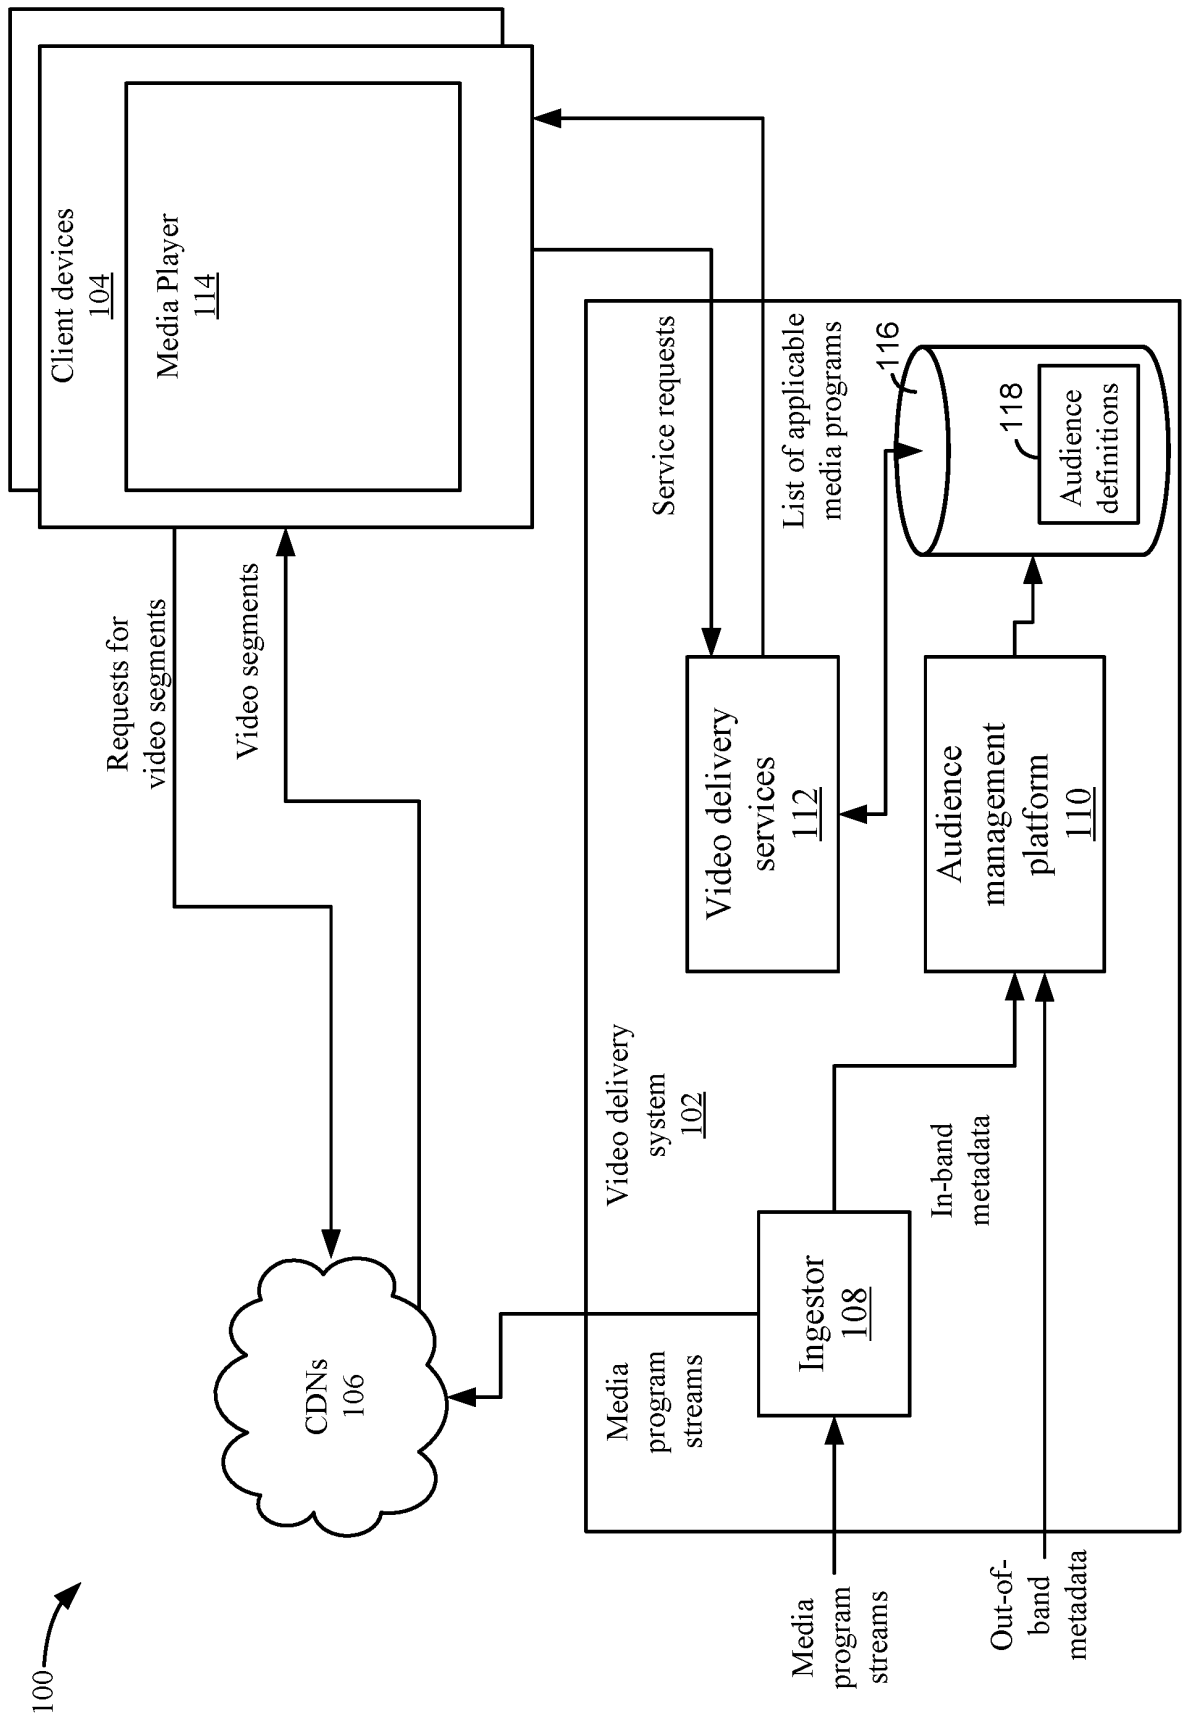 100
CDNs
106
Requests for
video segments
Video segments
Client devices
104
Media Player
114
Media
program
streams
Video delivery
system
102
Service requests
List of applicable
media programs
Video delivery
services
112
116
118
Audience
definitions
Ingestor
108
In-band
metadata
Audience
management
platform
110
Media
program
streams
Out-of-
band
metadata